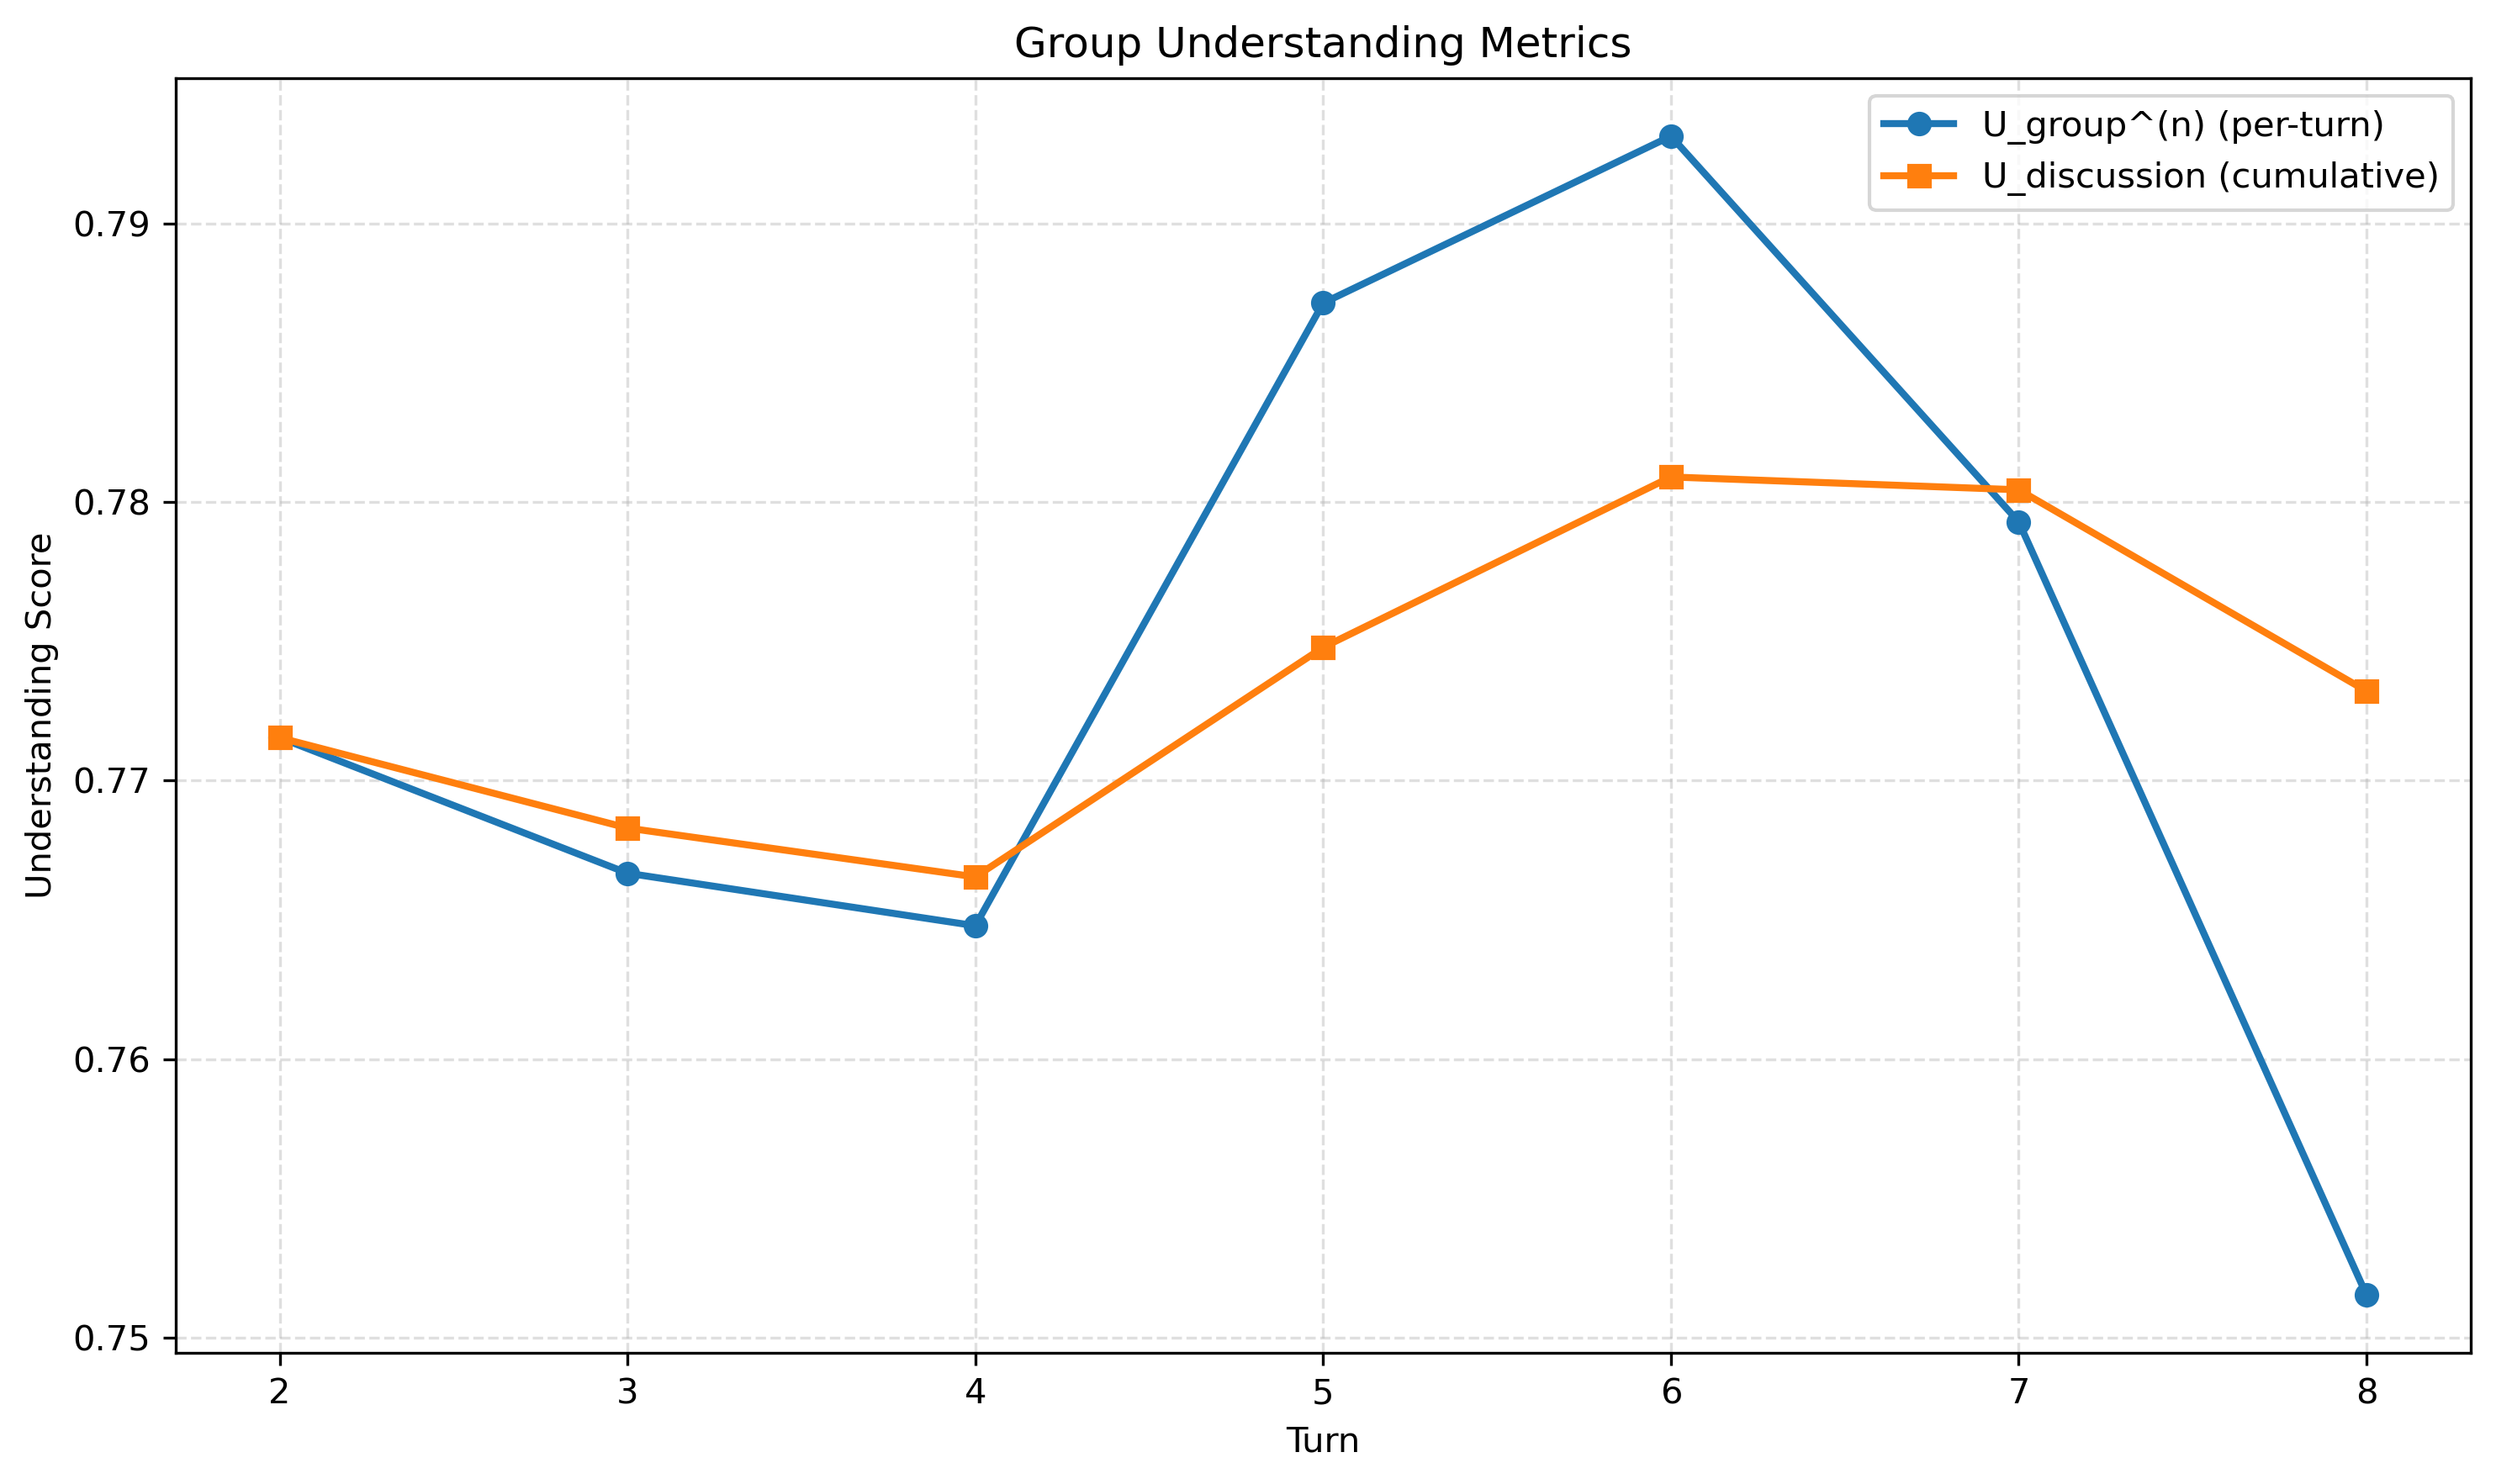 Group Understanding Metrics
U_group^(n) (per-turn)
U_discussion (cumulative)
Understanding Score
0.79
0.78
0.77
0.76
0.75
2 3 4 5 6 7 8
Turn